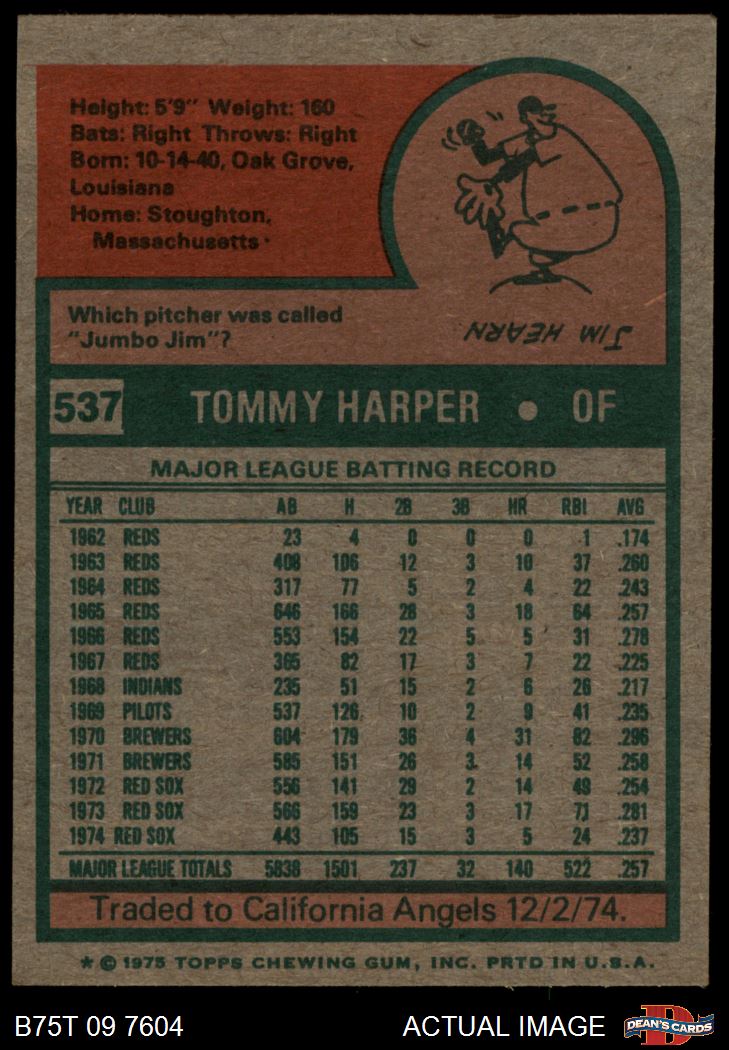 Height: 5'9" Weight: 160
Bats: Right Throws: Right
Born: 10-14-40, Oak Grove,
Louisiana
Home: Stoughton,
Massachusetts
Which pitcher was called
"Jumbo Jim"?
JIM HEARN
537 TOMMY HARPER • OF
MAJOR LEAGUE BATTING RECORD
YEAR CLUB AB H 2B 3B HR RBI AVG
1962 REDS 23 4 0 0 0 1 .174
1963 REDS 408 106 12 3 10 37 .260
1964 REDS 317 77 5 2 4 22 .243
1965 REDS 646 166 28 3 18 64 .257
1966 REDS 553 154 22 5 5 31 .278
1967 REDS 365 82 17 3 7 22 .225
1968 INDIANS 235 51 15 2 6 26 .217
1969 PILOTS 537 126 10 2 9 41 .235
1970 BREWERS 604 179 36 4 31 82 .296
1971 BREWERS 585 151 26 3 14 52 .258
1972 RED SOX 556 141 29 2 14 49 .254
1973 RED SOX 566 159 23 3 17 71 .281
1974 RED SOX 443 105 15 3 5 24 .237
MAJOR LEAGUE TOTALS 5838 1501 237 32 140 522 .257
Traded to California Angels 12/2/74.
* © 1975 TOPPS CHEWING GUM, INC. PRTD IN U.S.A.
B75T 09 7604 ACTUAL IMAGE DEAN'S CARDS